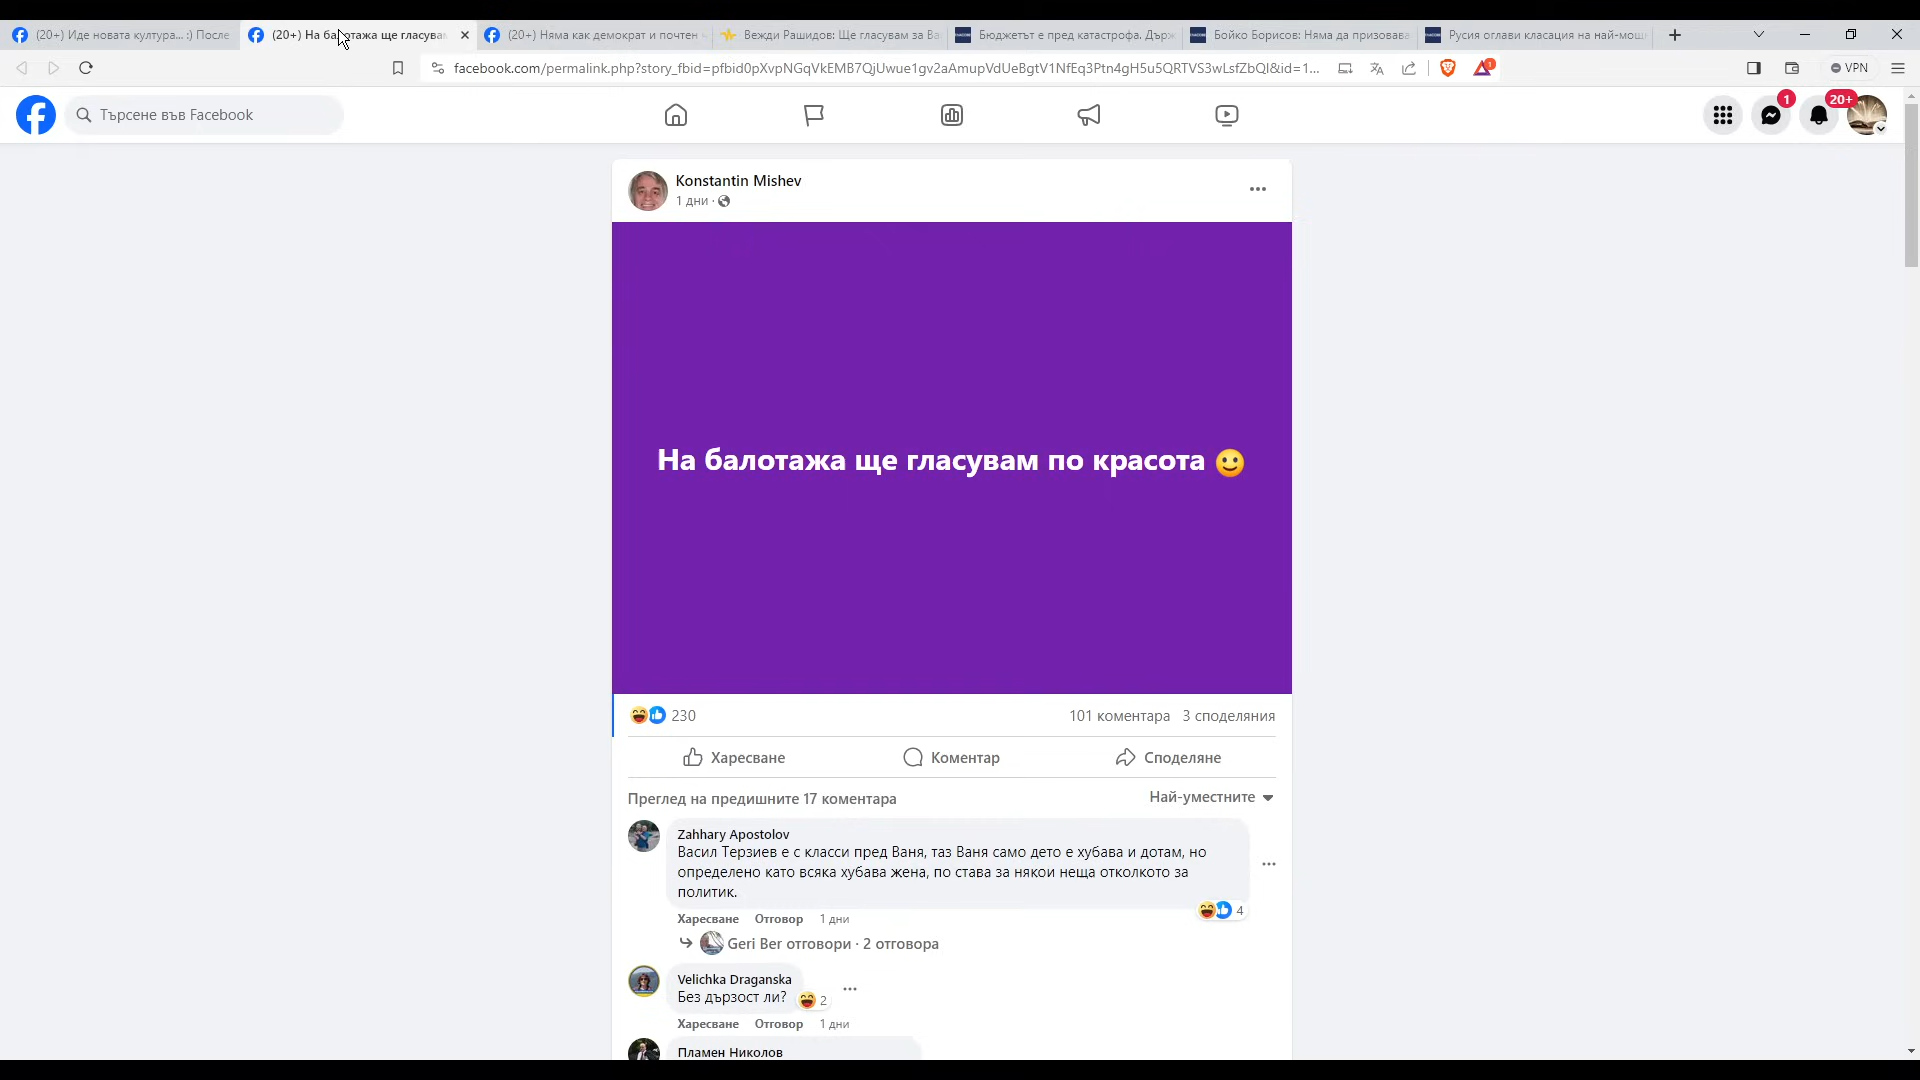 (20+) Иде новата култура... :) После
(20+) На балотажа ще гласувам
(20+) Няма как демократ и почтен ч
Вежди Рашидов: Ще гласувам за Ва
Бюджетът е пред катастрофа. Държ
Бойко Борисов: Няма да призовава
Русия оглави класация на най-мощ
facebook.com/permalink.php?story_fbid=pfbid0pXvpNGqVkEMB7QjUwue1gv2aAmupVdUeBgtV1NfEq3Ptn4gH5u5QRTVS3wLsfZbQl&id=1...
1
VPN
Търсене във Facebook
1
20+
Konstantin Mishev
1 дни ·
На балотажа ще гласувам по красота 🙂
230
101 коментара 3 споделяния
Харесване
Коментар
Споделяне
Преглед на предишните 17 коментара
Най-уместните
Zahhary Apostolov
Васил Терзиев е с класси пред Ваня, таз Ваня само дето е хубава и дотам, но
определено като всяка хубава жена, по става за някои неща отколкото за
политик.
4
Харесване Отговор 1 дни
Geri Ber отговори · 2 отговора
Velichka Draganska
Без дързост ли?
2
Харесване Отговор 1 дни
Пламен Николов